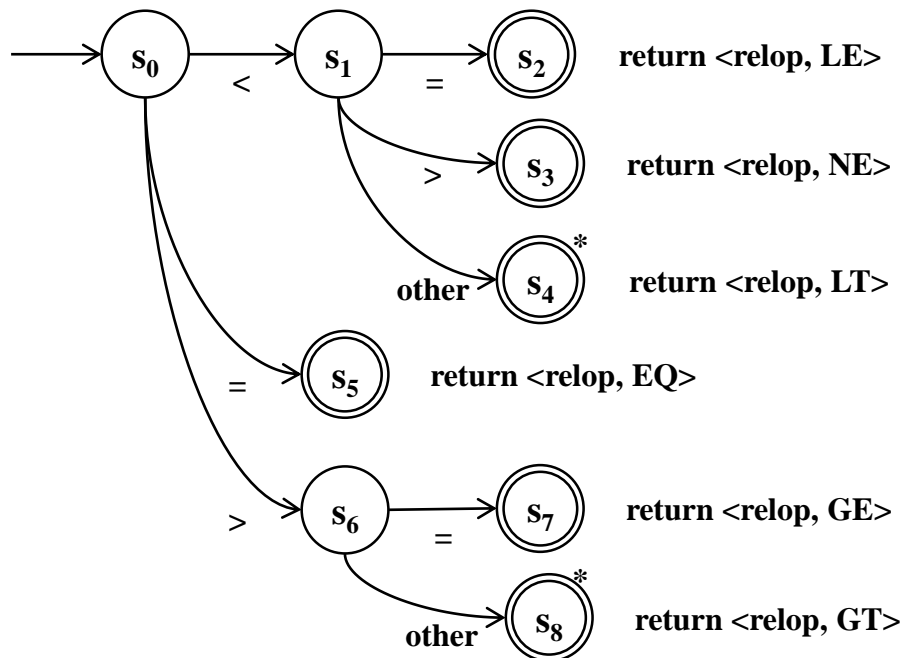 s0 < s1 = s2 return <relop, LE>
> s3 return <relop, NE>
*
other s4 return <relop, LT>
= s5 return <relop, EQ>
> s6 = s7 return <relop, GE>
*
other s8 return <relop, GT>